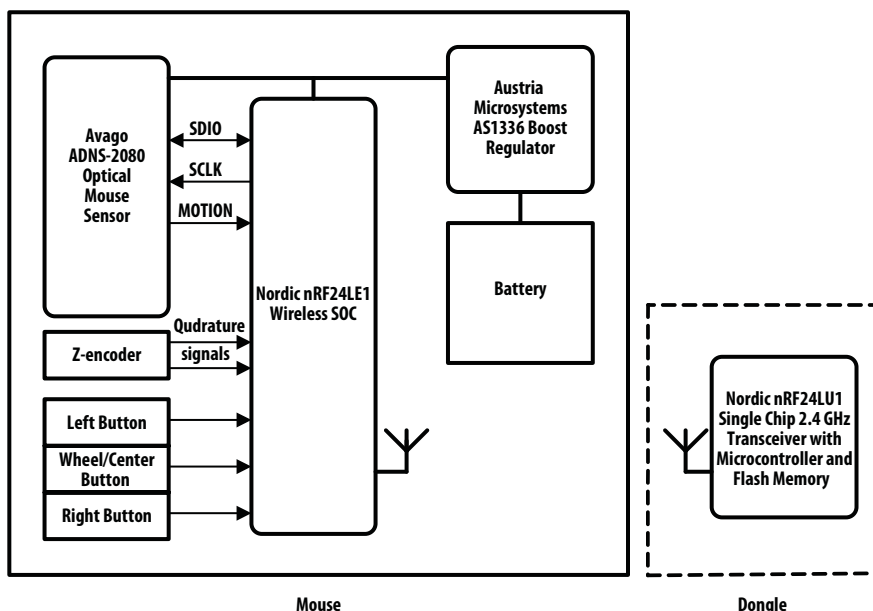 Avago
ADNS-2080
Optical
Mouse
Sensor
SDIO
SCLK
MOTION
Austria
Microsystems
AS1336 Boost
Regulator
Battery
Nordic nRF24LE1
Wireless SOC
Z-encoder
Qudrature
signals
Left Button
Wheel/Center
Button
Right Button
Nordic nRF24LU1
Single Chip 2.4 GHz
Transceiver with
Microcontroller and
Flash Memory
Mouse
Dongle